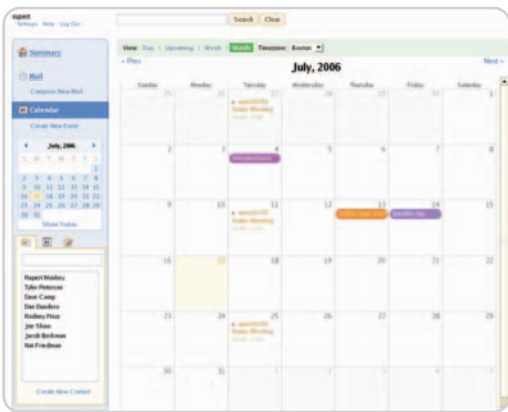 rupert
Settings Help Log Out
Search Clear
Summary
Mail
Compose New Mail
Calendar
Create New Event
July, 2006
S M T W T F S
1
2 3 4 5 6 7 8
9 10 11 12 13 14 15
16 17 18 19 20 21 22
23 24 25 26 27 28 29
30 31
Show Today
Rupert Monkey
Tyler Peterson
Dave Camp
Dan Dundero
Rodney Price
Jim Shaw
Jacob Berkman
Nat Friedman
Create New Contact
View: Day | Upcoming | Week | Month Timezone: Boston
« Prev July, 2006 Next »
Sunday Monday Tuesday Wednesday Thursday Friday Saturday
25 26 27 28 29 30 1
Status Meeting
2 3 4 5 6 7 8
9 10 11 12 13 14 15
Status Meeting
Bastille Day
16 17 18 19 20 21 22
23 24 25 26 27 28 29
Status Meeting
30 31 1 2 3 4 5